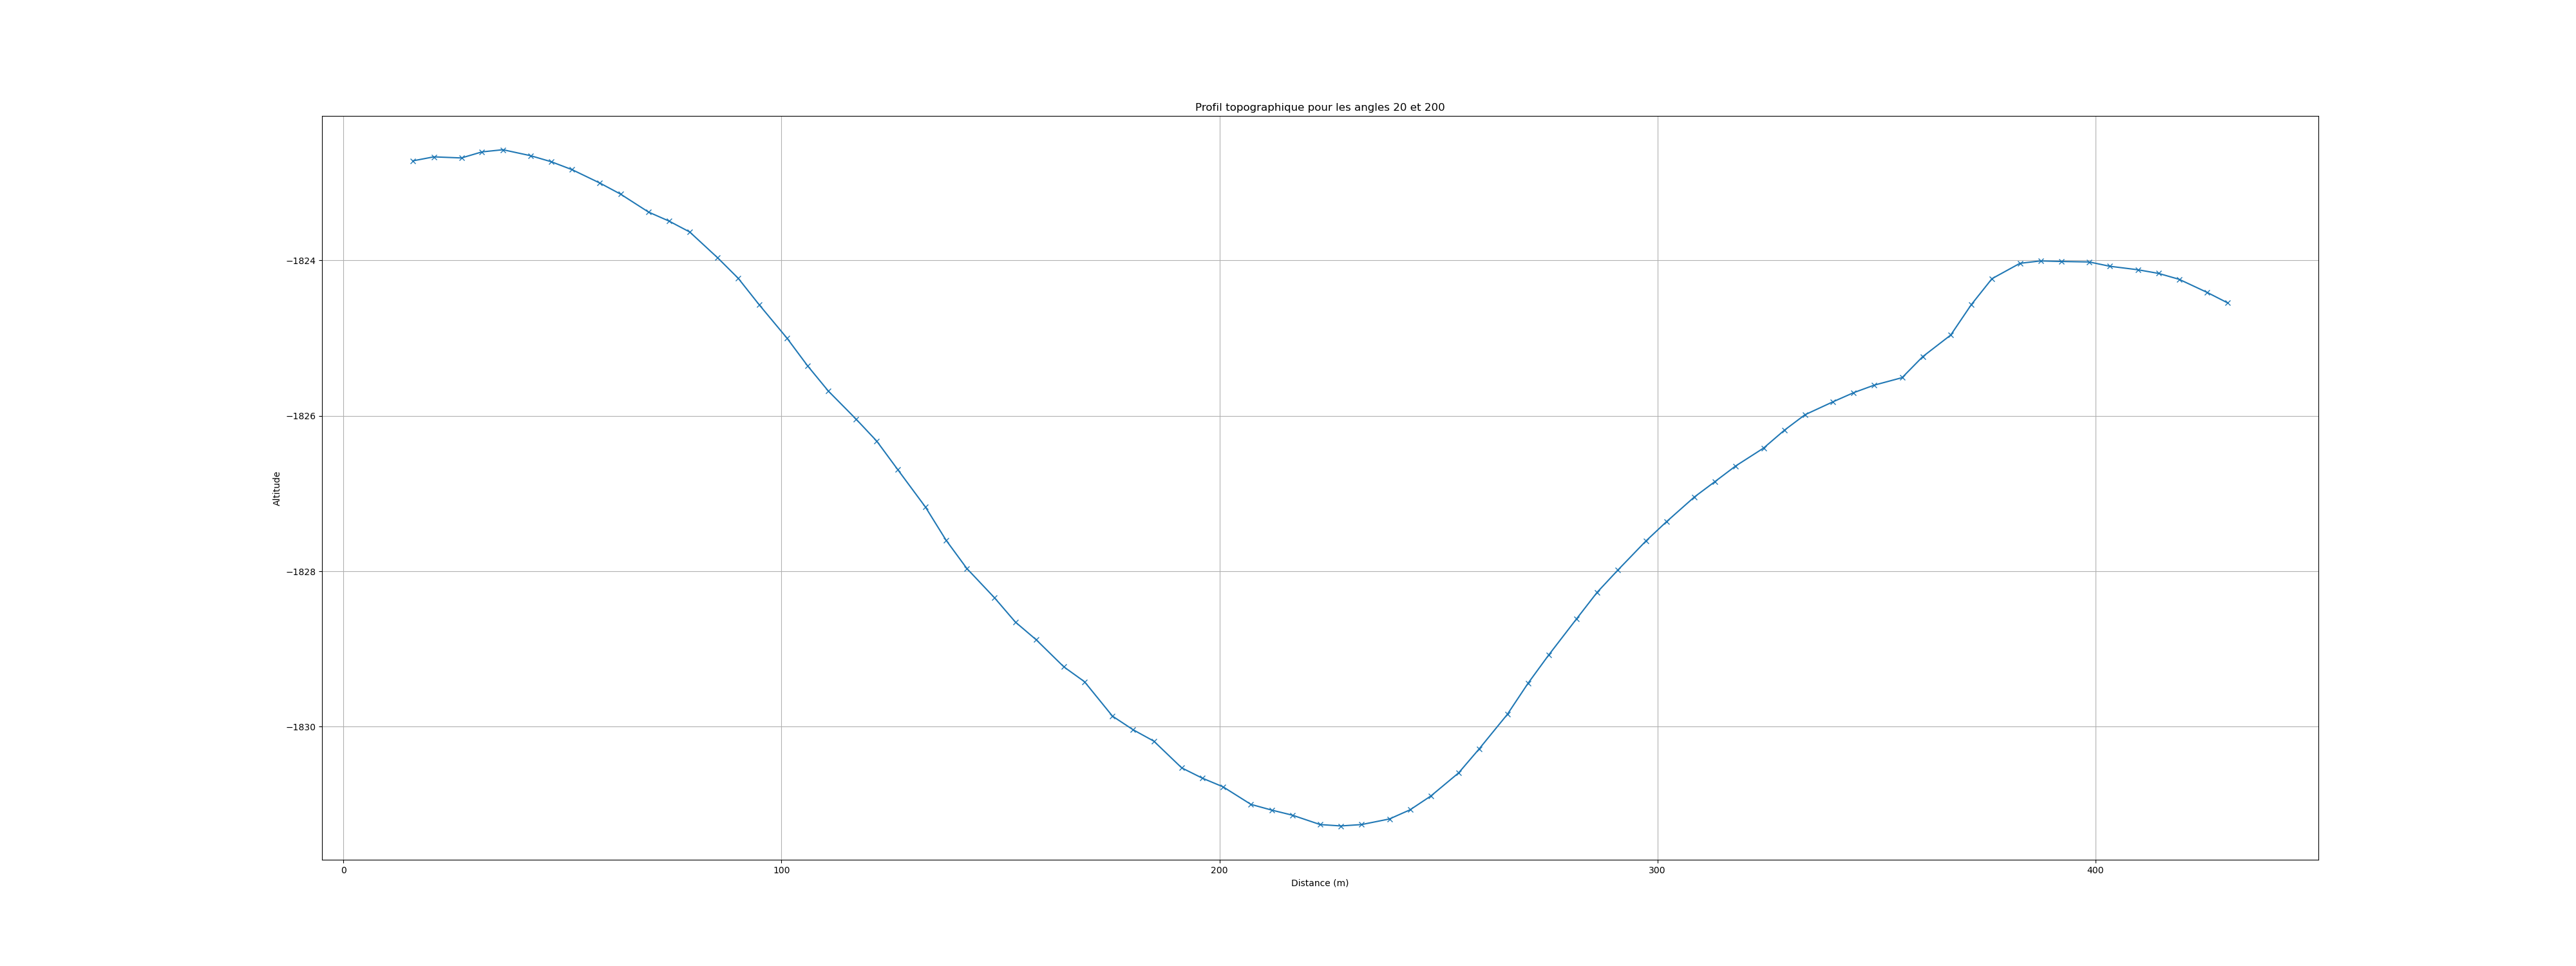 Profil topographique pour les angles 20 et 200
−1824
−1826
−1828
−1830
Altitude
0 100 200 300 400
Distance (m)